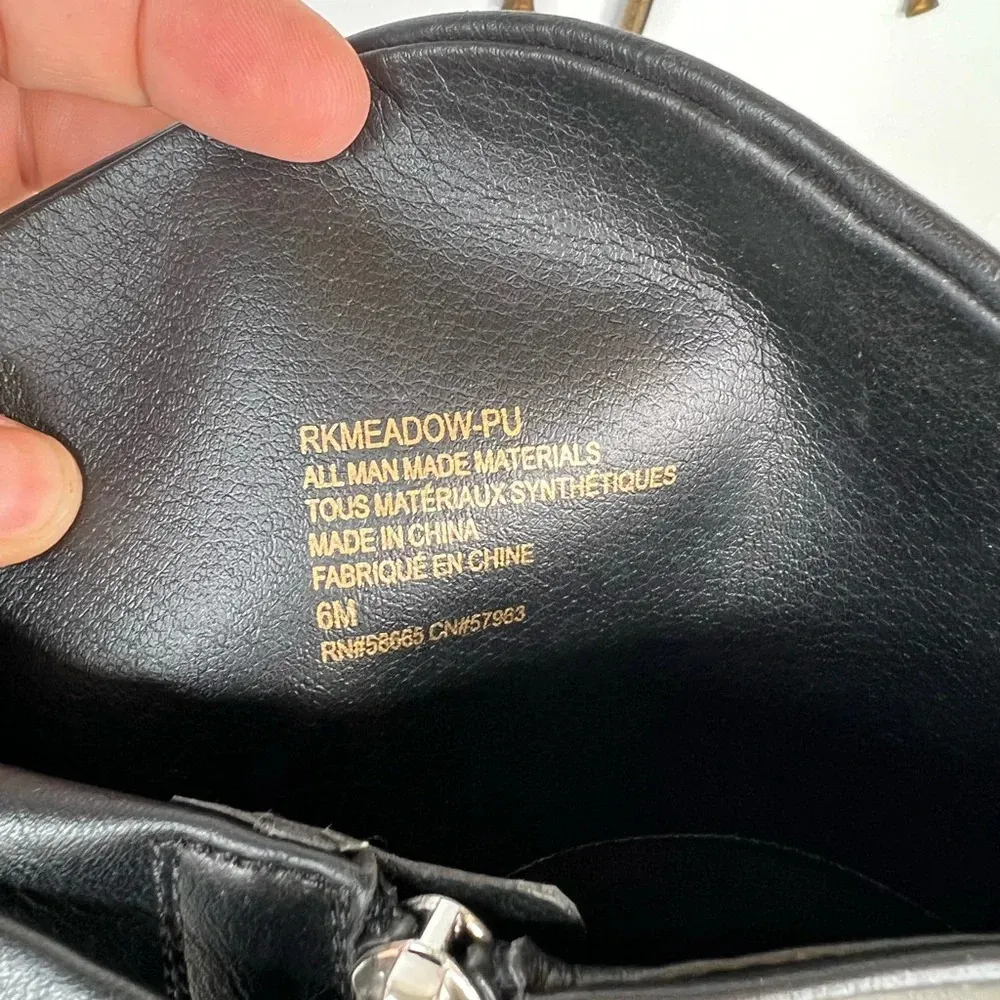 RKMEADOW-PU
ALL MAN MADE MATERIALS
TOUS MATÉRIAUX SYNTHÉTIQUES
MADE IN CHINA
FABRIQUÉ EN CHINE
6M
RN#58665 CN#57963